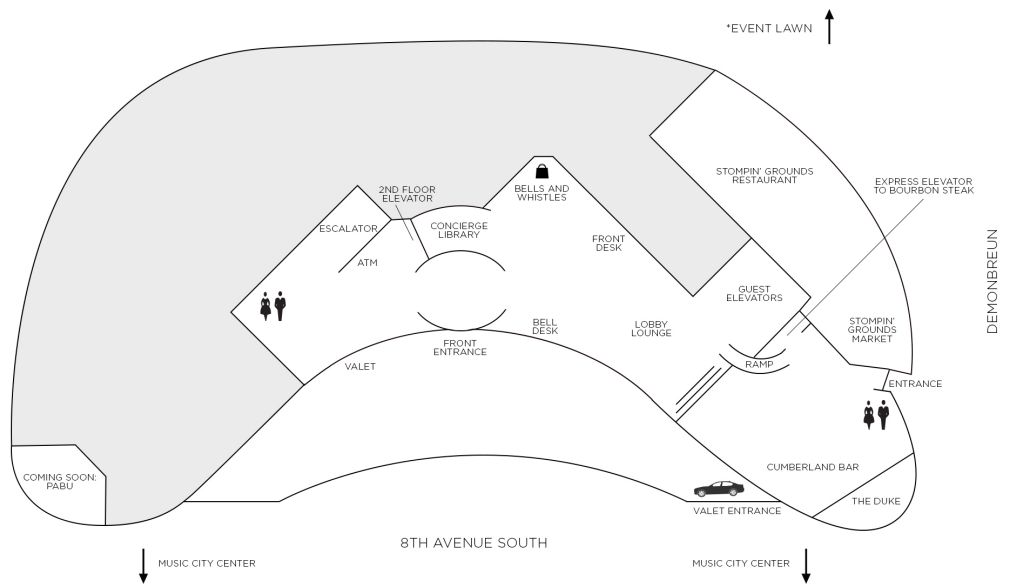 *EVENT LAWN
STOMPIN' GROUNDS
RESTAURANT
EXPRESS ELEVATOR
TO BOURBON STEAK
2ND FLOOR
ELEVATOR
BELLS AND
WHISTLES
ESCALATOR
CONCIERGE
LIBRARY
FRONT
DESK
ATM
DEMONBREUN
GUEST
ELEVATORS
BELL
DESK
LOBBY
LOUNGE
STOMPIN'
GROUNDS
MARKET
FRONT
ENTRANCE
VALET
RAMP
ENTRANCE
CUMBERLAND BAR
COMING SOON:
PABU
THE DUKE
VALET ENTRANCE
8TH AVENUE SOUTH
MUSIC CITY CENTER
MUSIC CITY CENTER